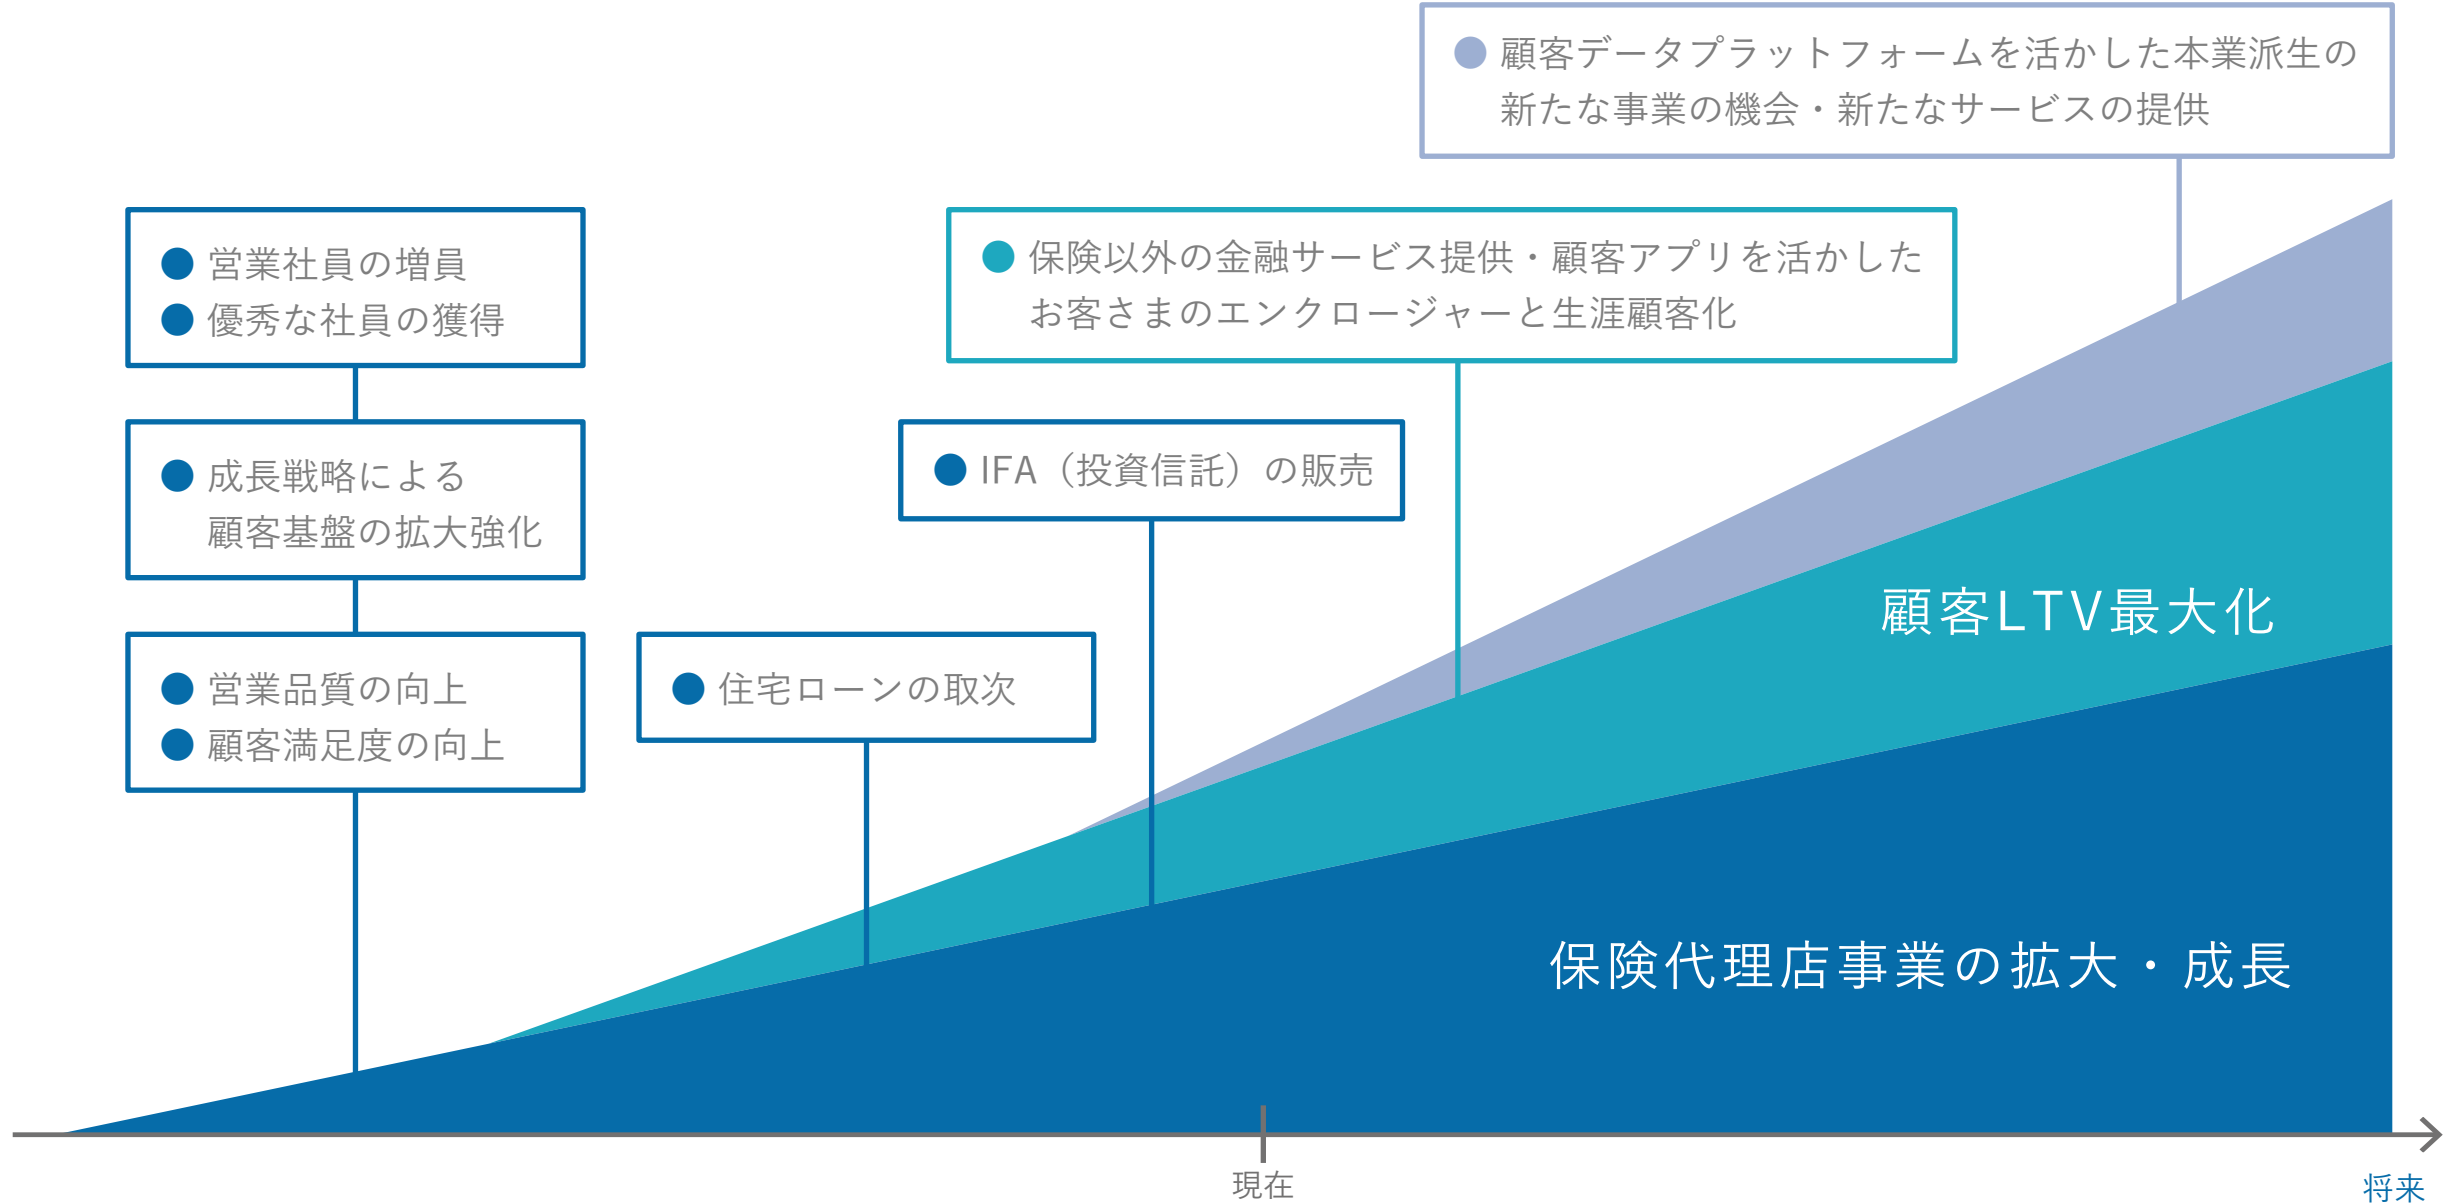 顧客データプラットフォームを活かした本業派生の
新たな事業の機会・新たなサービスの提供
営業社員の増員
優秀な社員の獲得
保険以外の金融サービス提供・顧客アプリを活かした
お客さまのエンクロージャーと生涯顧客化
成長戦略による
顧客基盤の拡大強化
IFA（投資信託）の販売
営業品質の向上
顧客満足度の向上
住宅ローンの取次
顧客LTV最大化
保険代理店事業の拡大・成長
現在
将来